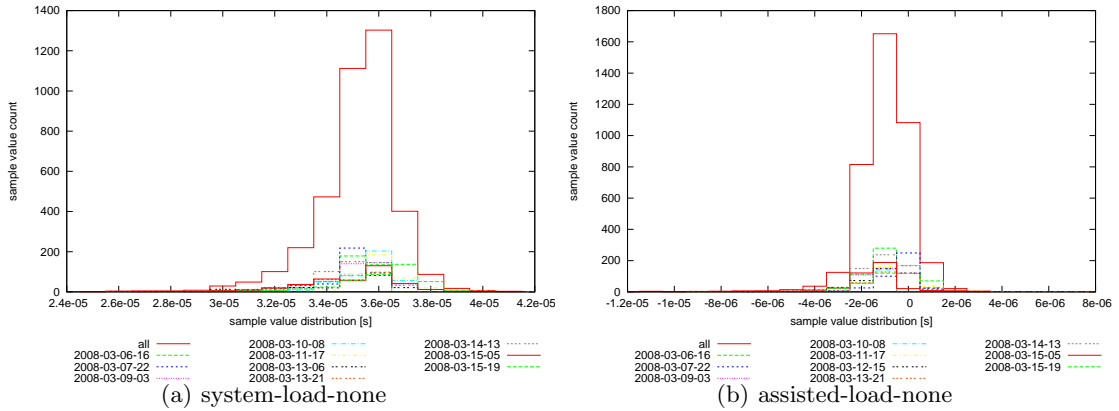 1400
1200
1000
800
600
400
200
0
sample value count
2.4e-05 2.6e-05 2.8e-05 3e-05 3.2e-05 3.4e-05 3.6e-05 3.8e-05 4e-05 4.2e-05
sample value distribution [s]
all 2008-03-10-08 2008-03-14-13
2008-03-06-16 2008-03-11-17 2008-03-15-05
2008-03-07-22 2008-03-13-06 2008-03-15-19
2008-03-09-03 2008-03-13-21
(a) system-load-none
1800
1600
1400
1200
1000
800
600
400
200
0
sample value count
-1.2e-05 -1e-05 -8e-06 -6e-06 -4e-06 -2e-06 0 2e-06 4e-06 6e-06 8e-06
sample value distribution [s]
all 2008-03-10-08 2008-03-14-13
2008-03-06-16 2008-03-11-17 2008-03-15-05
2008-03-07-22 2008-03-12-15 2008-03-15-19
2008-03-09-03 2008-03-13-21
(b) assisted-load-none